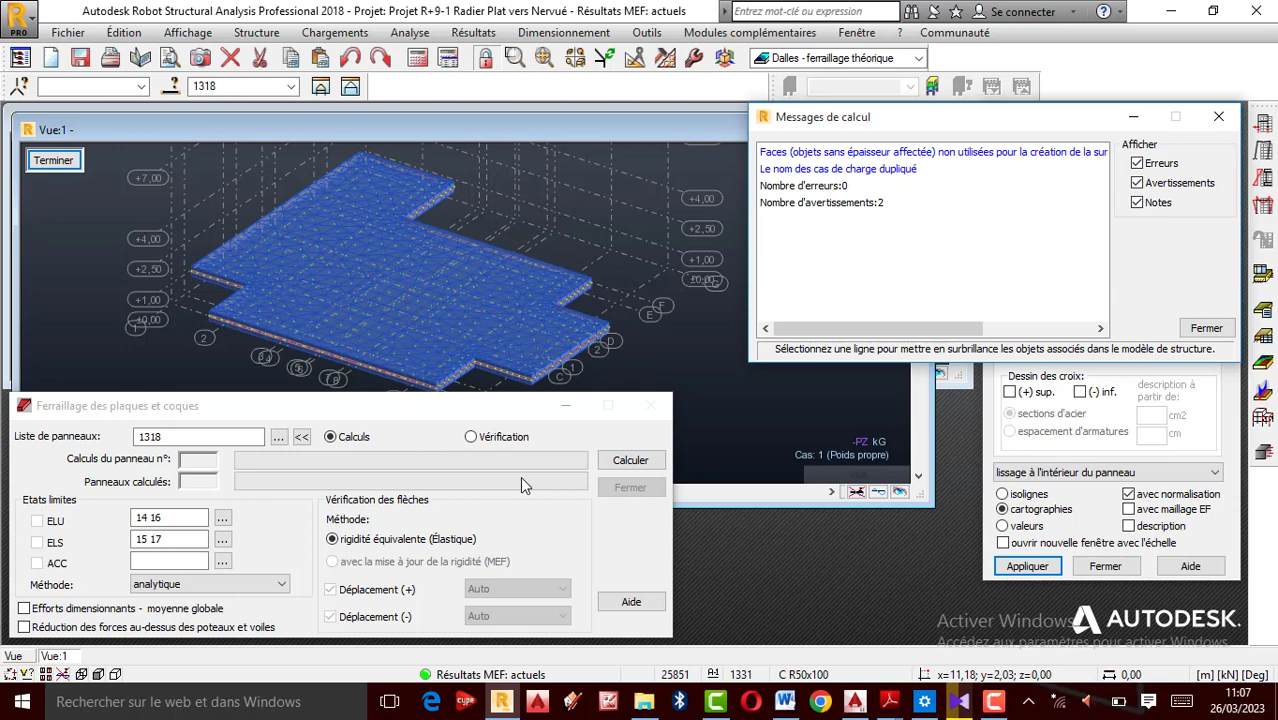 Autodesk Robot Structural Analysis Professional 2018 - Projet: Projet R+9-1 Radier Plat vers Nervué - Résultats MEF: actuels
Entrez mot-clé ou expression
Se connecter
PRO
Fichier Édition Affichage Structure Chargements Analyse Résultats Dimensionnement Outils Modules complémentaires Fenêtre ? Communauté
Dalles - ferraillage théorique
1318
Vue:1 -
Terminer
+7,00
+4,00
+2,50
+1,00
±0,00
1
2
+4,00
+2,50
+1,00
F
E
D
2
1
C
-PZ kG
Cas: 1 (Poids propre)
Messages de calcul
Faces (objets sans épaisseur affectée) non utilisées pour la création de la sur
Le nom des cas de charge dupliqué
Nombre d'erreurs:0
Nombre d'avertissements:2
Afficher
Erreurs
Avertissements
Notes
Fermer
Sélectionnez une ligne pour mettre en surbrillance les objets associés dans le modèle de structure.
Ferraillage des plaques et coques
Liste de panneaux: 1318 ... << Calculs Vérification
Calculs du panneau n°: Calculer
Panneaux calculés: Fermer
Etats limites
ELU 14 16 ...
ELS 15 17 ...
ACC ...
Méthode: analytique
Efforts dimensionnants - moyenne globale
Réduction des forces au-dessus des poteaux et voiles
Vérification des flèches
Méthode:
rigidité équivalente (Élastique)
avec la mise à jour de la rigidité (MEF)
Déplacement (+) Auto
Déplacement (-) Auto
Aide
Dessin des croix:
(+) sup. (-) inf.
description à partir de:
sections d'acier cm2
espacement d'armatures cm
lissage à l'intérieur du panneau
isolignes avec normalisation
cartographies avec maillage EF
valeurs description
ouvrir nouvelle fenêtre avec l'échelle
Appliquer Fermer Aide
Activer Windows
Accédez aux paramètres pour activer Windows.
AUTODESK.
Vue Vue:1
Résultats MEF: actuels 25851 1331 C R50x100 x=11,18; y=2,03; z=0,00 0,00 [m] [kG] [Deg]
Rechercher sur le web et dans Windows
cype
11:07
26/03/2023